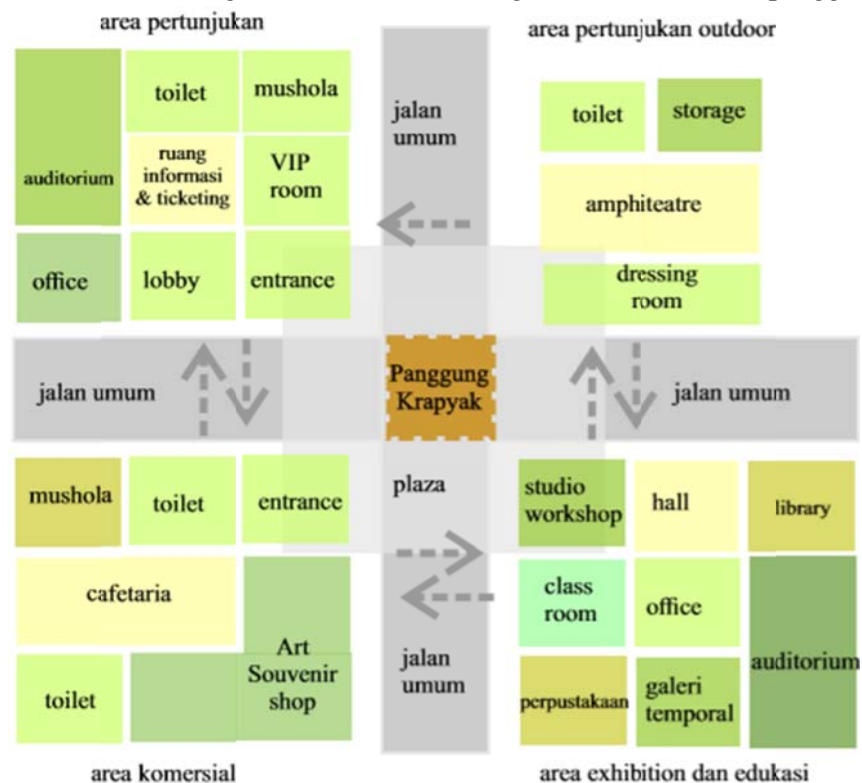 area pertunjukan
area pertunjukan outdoor
toilet
mushola
jalan
umum
toilet
storage
auditorium
ruang
informasi
& ticketing
VIP
room
amphiteatre
office
lobby
entrance
dressing
room
jalan umum
Panggung
Krapyak
jalan umum
mushola
toilet
entrance
plaza
studio
workshop
hall
library
cafetaria
class
room
office
Art
Souvenir
shop
toilet
jalan
umum
perpustakaan
galeri
temporal
auditorium
area komersial
area exhibition dan edukasi